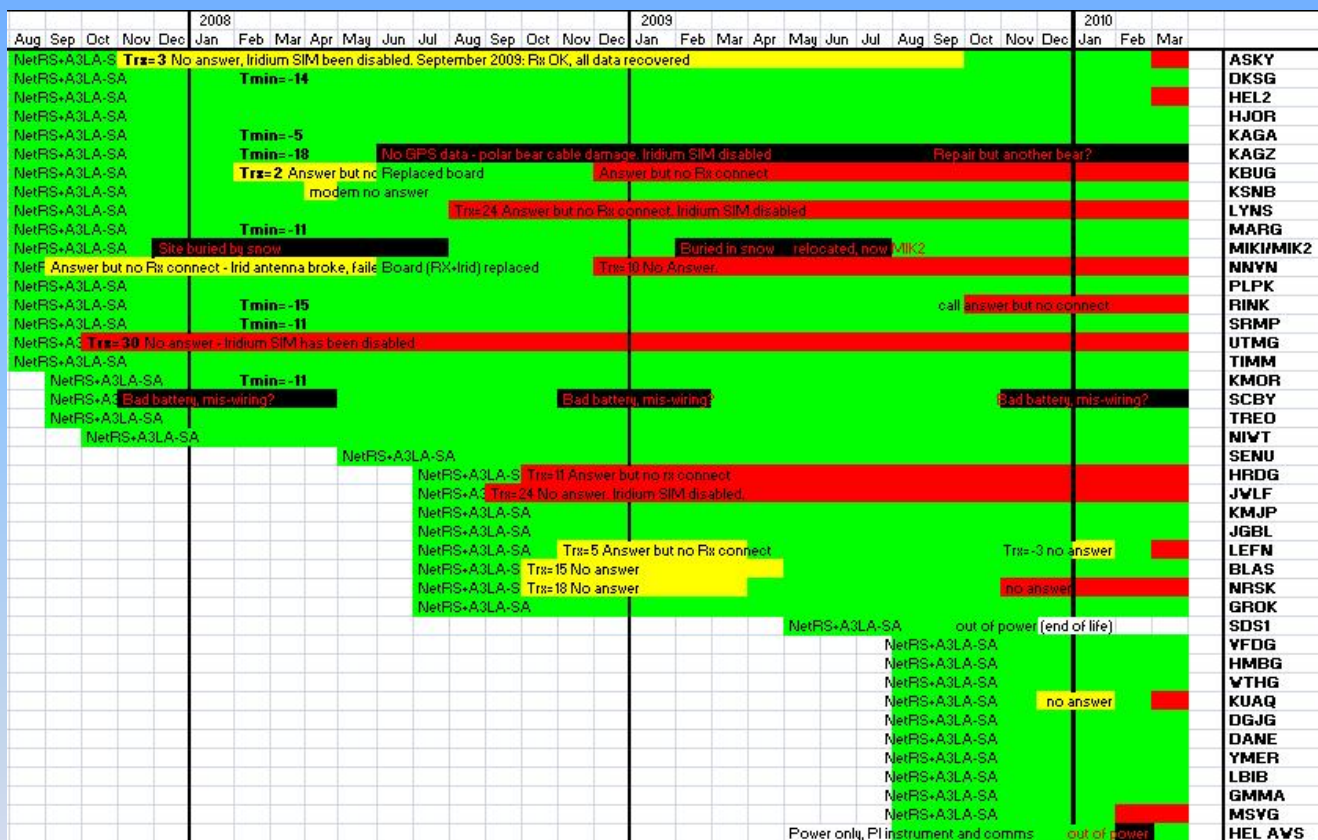 2008 2009 2010
Aug Sep Oct Nov Dec Jan Feb Mar Apr May Jun Jul Aug Sep Oct Nov Dec Jan Feb Mar Apr May Jun Jul Aug Sep Oct Nov Dec Jan Feb Mar
NetRS+A3LA-S Trx=3 No answer, Iridium SIM been disabled. September 2009: Rx OK, all data recovered ASKY
NetRS+A3LA-SA Tmin=-14 DKSG
NetRS+A3LA-SA HEL2
NetRS+A3LA-SA HJOR
NetRS+A3LA-SA Tmin=-5 KAGA
NetRS+A3LA-SA Tmin=-18 No GPS data - polar bear cable damage. Iridium SIM disabled Repair but another bear? KAGZ
NetRS+A3LA-SA Trx=2 Answer but no Replaced board Answer but no Rx connect KBUG
NetRS+A3LA-SA modem no answer KSNB
NetRS+A3LA-SA Trx=24 Answer but no Rx connect. Iridium SIM disabled LYNS
NetRS+A3LA-SA Tmin=-11 MARG
NetRS+A3LA-SA Site buried by snow Buried in snow relocated, now MIK2 MIKI/MIK2
NetR Answer but no Rx connect - Irid antenna broke, faile Board (RX+Irid) replaced Trx=10 No Answer. NNVN
NetRS+A3LA-SA PLPK
NetRS+A3LA-SA Tmin=-15 call answer but no connect RINK
NetRS+A3LA-SA Tmin=-11 SRMP
NetRS+A3 Trx=30 No answer - Iridium SIM has been disabled UTMG
NetRS+A3LA-SA TIMM
NetRS+A3LA-SA Tmin=-11 KMOR
NetRS+A3 Bad battery, mis-wiring? Bad battery, mis-wiring? Bad battery, mis-wiring? SCBY
NetRS+A3LA-SA TREO
NetRS+A3LA-SA NIWT
NetRS+A3LA-SA SENU
NetRS+A3LA-S Trx=11 Answer but no rx connect HRDG
NetRS+A3 Trx=24 No answer. Iridium SIM disabled. JWLF
NetRS+A3LA-SA KMJP
NetRS+A3LA-SA JGBL
NetRS+A3LA-SA Trx=5 Answer but no Rx connect Trx=-3 no answer LEFN
NetRS+A3LA-S Trx=15 No answer BLAS
NetRS+A3LA-S Trx=18 No answer no answer NRSK
NetRS+A3LA-SA GROK
NetRS+A3LA-SA out of power (end of life) SDS1
NetRS+A3LA-SA VFDG
NetRS+A3LA-SA HMBG
NetRS+A3LA-SA WTHG
NetRS+A3LA-SA no answer KUAQ
NetRS+A3LA-SA DGJG
NetRS+A3LA-SA DANE
NetRS+A3LA-SA YMER
NetRS+A3LA-SA LBIB
NetRS+A3LA-SA GMMA
NetRS+A3LA-SA MSVG
Power only, PI instrument and comms out of power HEL AWS